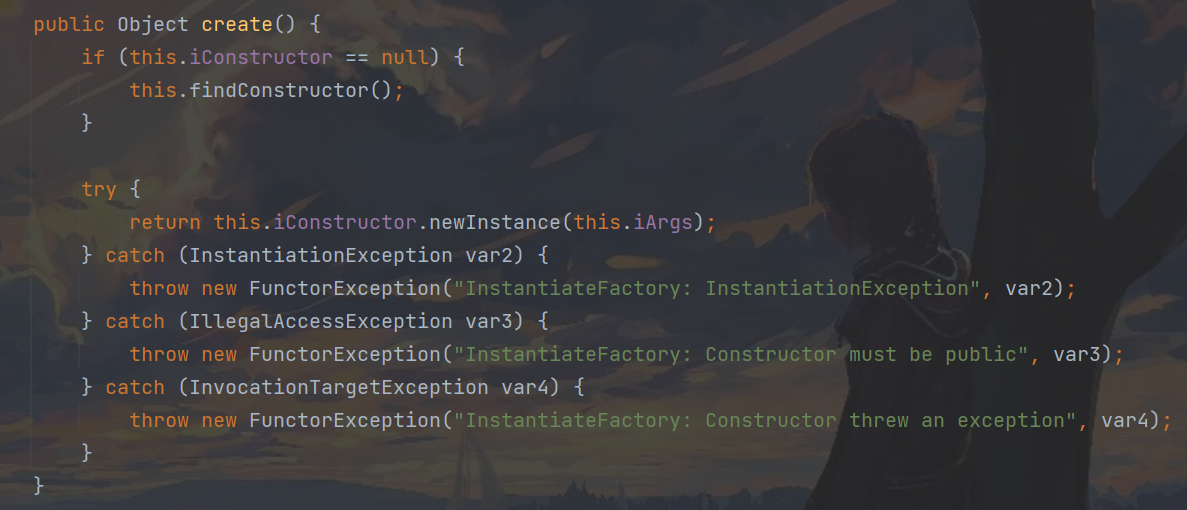 public Object create() {
    if (this.iConstructor == null) {
        this.findConstructor();
    }

    try {
        return this.iConstructor.newInstance(this.iArgs);
    } catch (InstantiationException var2) {
        throw new FunctorException("InstantiateFactory: InstantiationException", var2);
    } catch (IllegalAccessException var3) {
        throw new FunctorException("InstantiateFactory: Constructor must be public", var3);
    } catch (InvocationTargetException var4) {
        throw new FunctorException("InstantiateFactory: Constructor threw an exception", var4);
    }
}